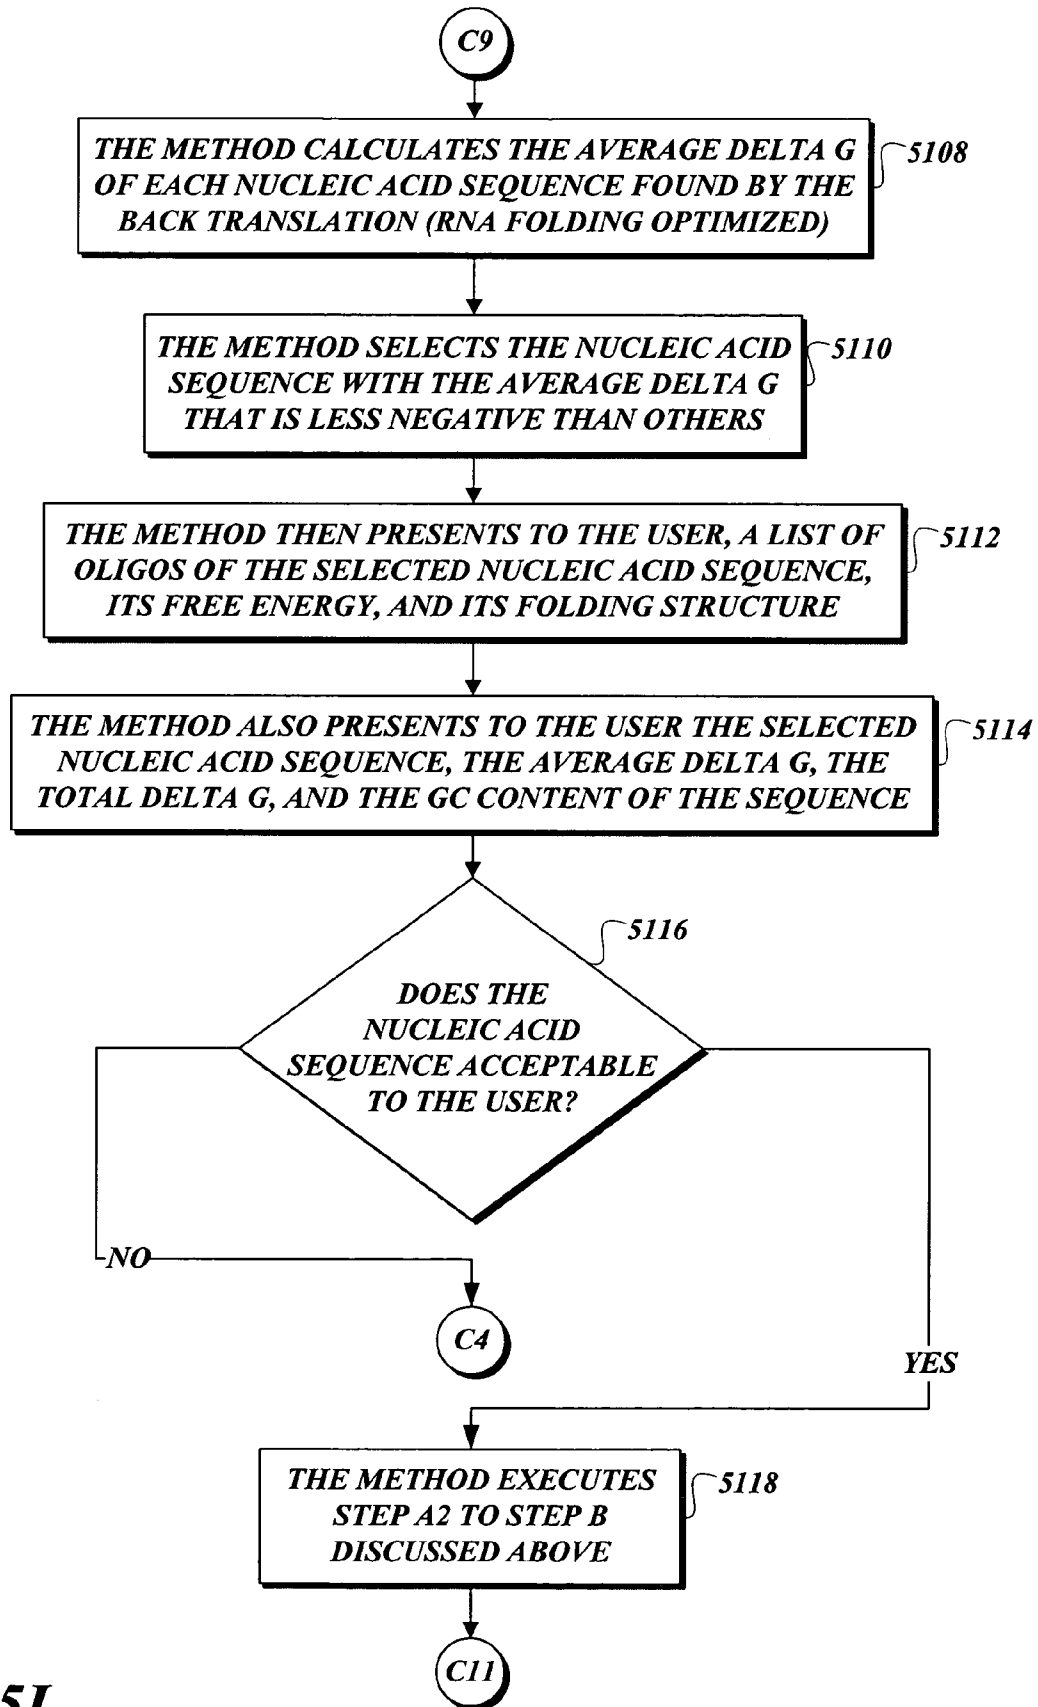 C9
THE METHOD CALCULATES THE AVERAGE DELTA G
OF EACH NUCLEIC ACID SEQUENCE FOUND BY THE
BACK TRANSLATION (RNA FOLDING OPTIMIZED)
5108
THE METHOD SELECTS THE NUCLEIC ACID
SEQUENCE WITH THE AVERAGE DELTA G
THAT IS LESS NEGATIVE THAN OTHERS
5110
THE METHOD THEN PRESENTS TO THE USER, A LIST OF
OLIGOS OF THE SELECTED NUCLEIC ACID SEQUENCE,
ITS FREE ENERGY, AND ITS FOLDING STRUCTURE
5112
THE METHOD ALSO PRESENTS TO THE USER THE SELECTED
NUCLEIC ACID SEQUENCE, THE AVERAGE DELTA G, THE
TOTAL DELTA G, AND THE GC CONTENT OF THE SEQUENCE
5114
5116
DOES THE
NUCLEIC ACID
SEQUENCE ACCEPTABLE
TO THE USER?
NO
C4
YES
THE METHOD EXECUTES
STEP A2 TO STEP B
DISCUSSED ABOVE
5118
C11